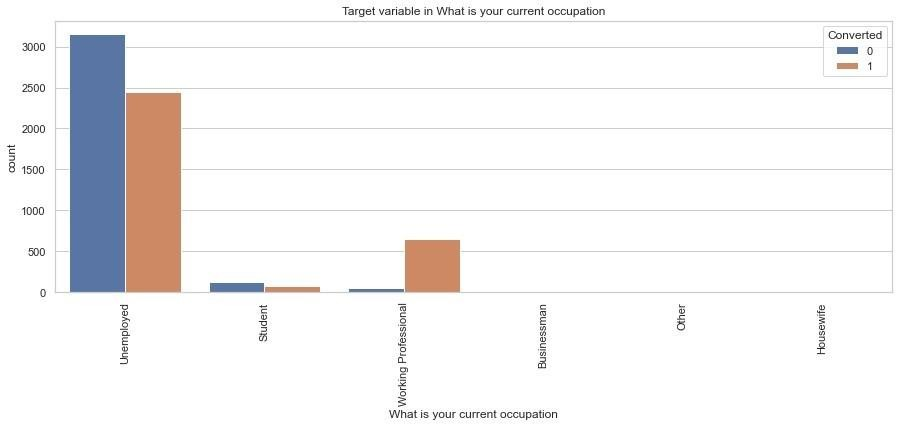 Target variable in What is your current occupation
Converted
0
1
3000
2500
2000
1500
1000
500
0
count
Unemployed
Student
Working Professional
Businessman
Other
Housewife
What is your current occupation